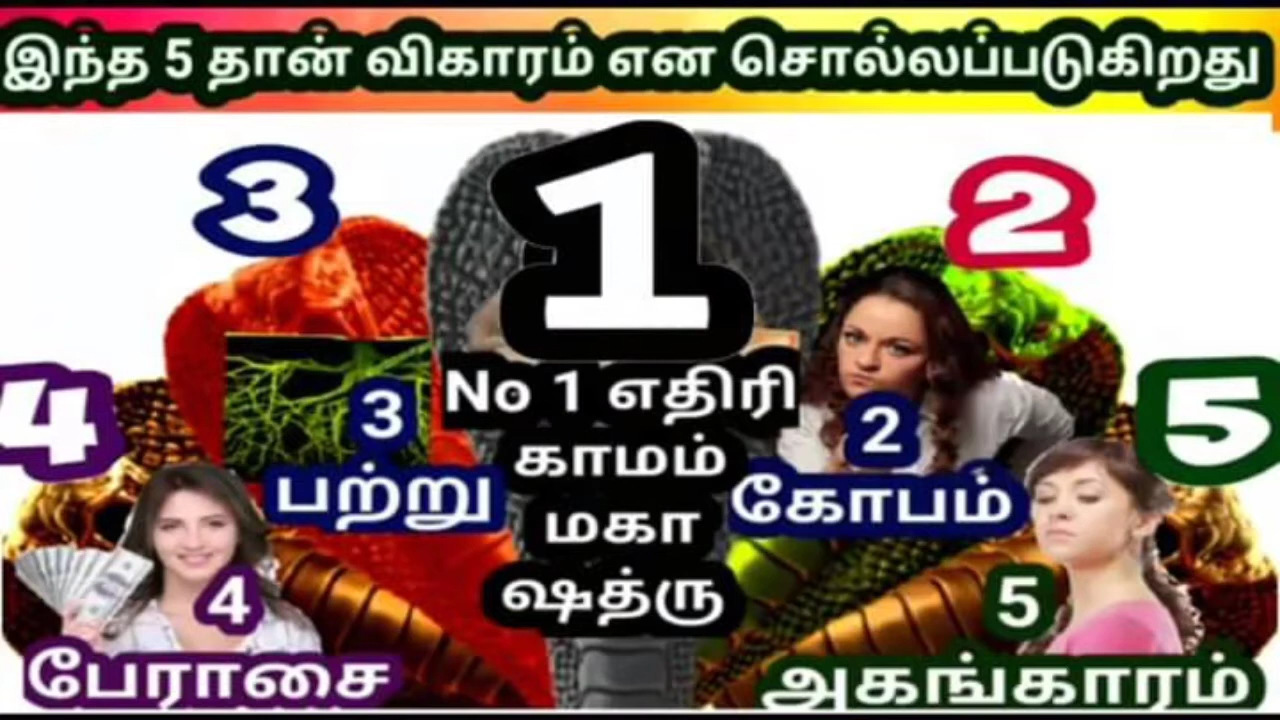 இந்த 5 தான் விகாரம் என சொல்லப்படுகிறது
3
1
2
4
5
No 1 எதிரி
காமம்
மகா
ஷத்ரு
3
பற்று
2
கோபம்
4
பேராசை
5
அகங்காரம்